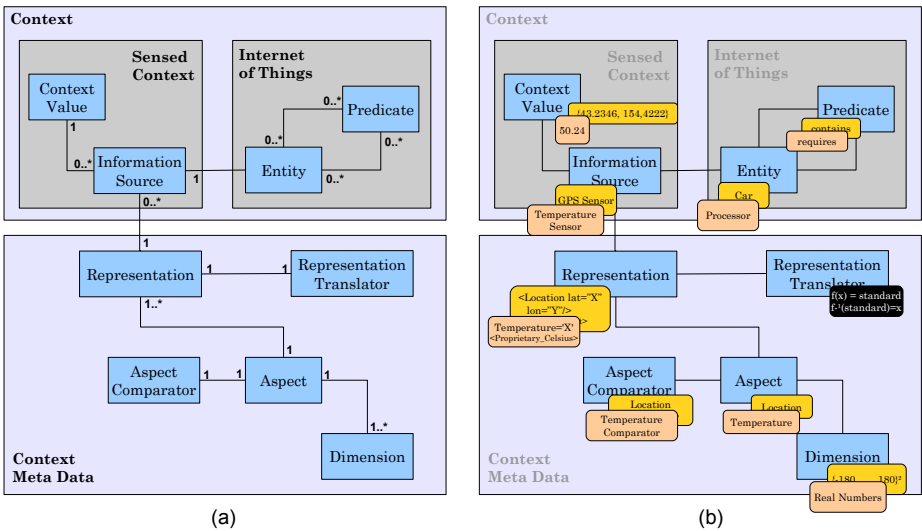 Context
Sensed
Context
Internet
of Things
Context
Value
1
0..*
Information
Source
1
0..*
Predicate
0..*
0..*
0..*
Entity
0..*
1
Representation
1
1
Representation
Translator
1..*
1
Aspect
Comparator
1
1
Aspect
1..*
Dimension
Context
Meta Data
(a)
Context
Sensed
Context
Internet
of Things
Context
Value
{43.2346, 154,4222}
50.24
Information
Source
GPS Sensor
Temperature
Sensor
Predicate
contains
requires
Entity
Car
Processor
Representation
<Location lat="X"
lon="Y"/>
Temperature='X'
<Proprietary_Celsius>
Representation
Translator
f(x) = standard
f-¹(standard)=x
Aspect
Comparator
Location
Temperature
Comparator
Aspect
Location
Temperature
Dimension
180}²
Real Numbers
Context
Meta Data
(b)